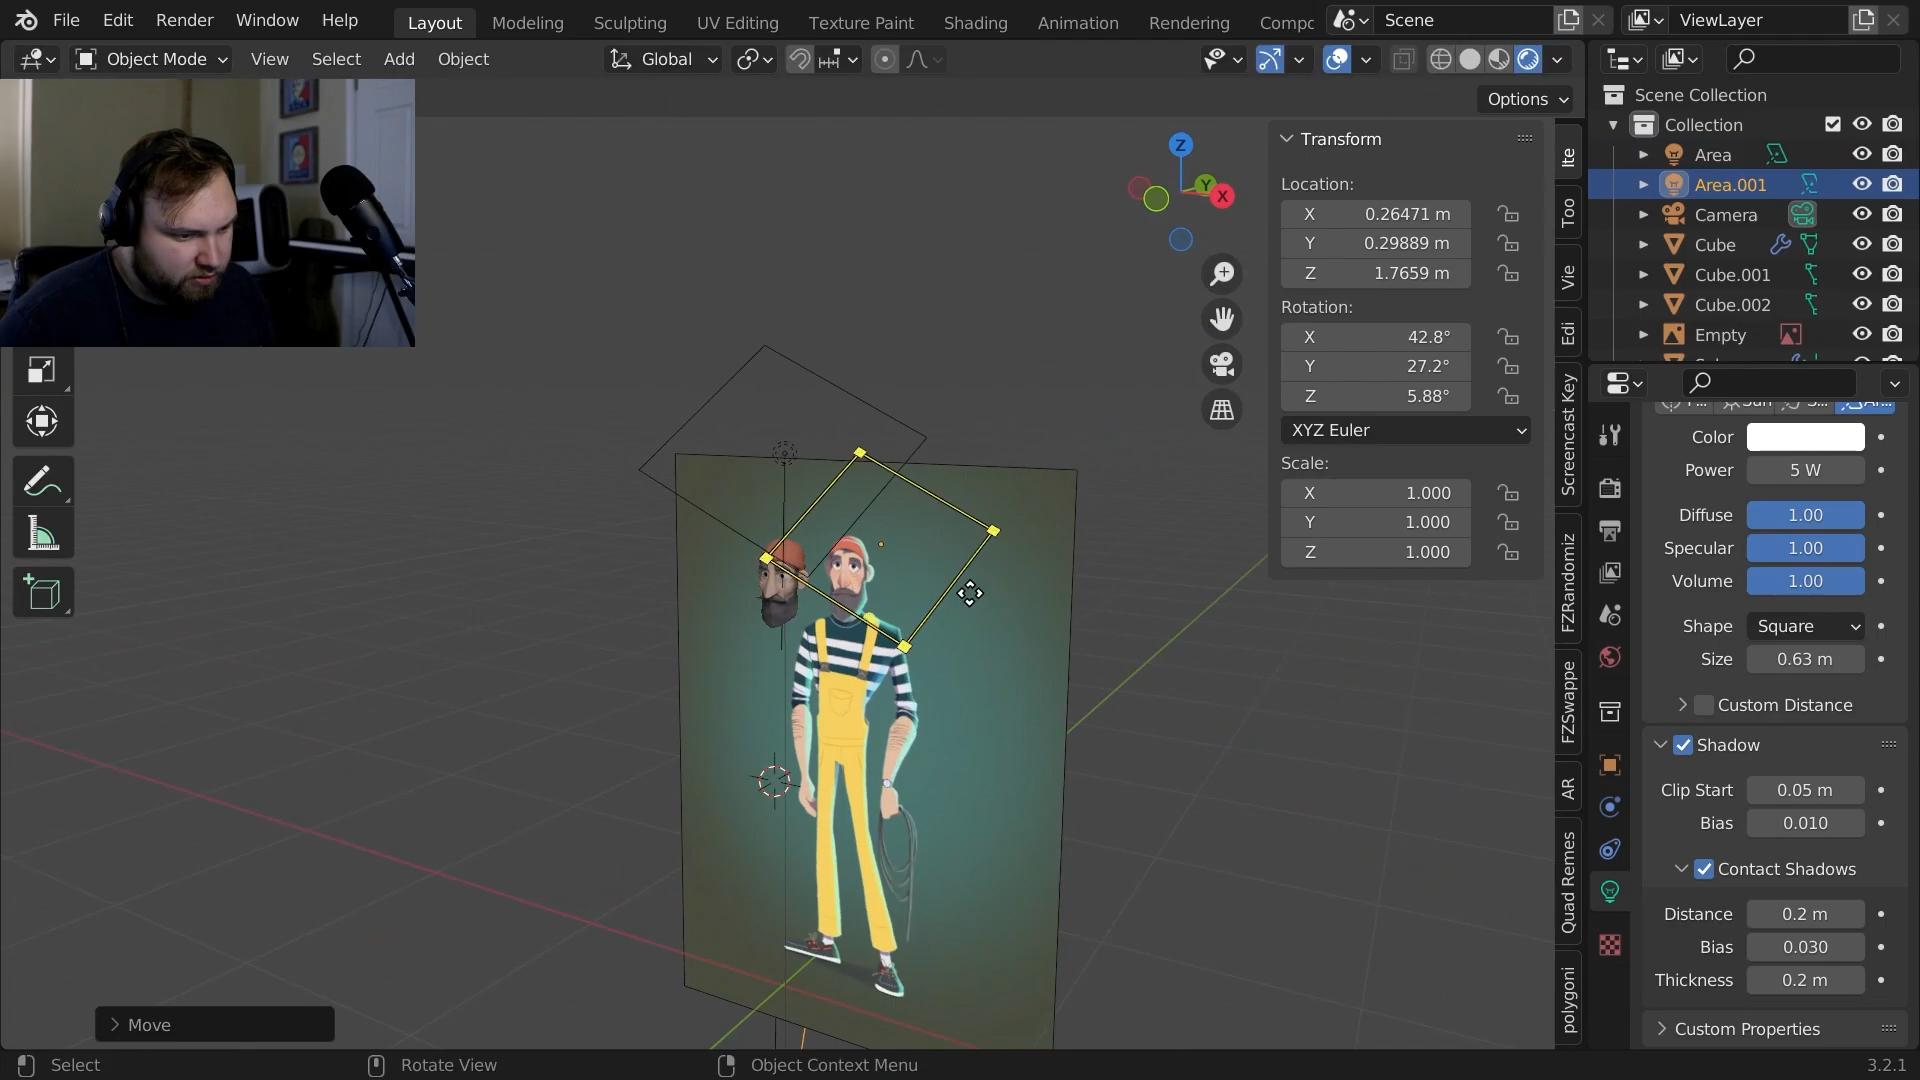 File Edit Render Window Help Layout Modeling Sculpting UV Editing Texture Paint Shading Animation Rendering Compc Scene ViewLayer
Object Mode View Select Add Object Global
Options
Scene Collection
Collection
Area
Area.001
Camera
Cube
Cube.001
Cube.002
Empty
Transform
Location:
X 0.26471 m
Y 0.29889 m
Z 1.7659 m
Rotation:
X 42.8°
Y 27.2°
Z 5.88°
XYZ Euler
Scale:
X 1.000
Y 1.000
Z 1.000
Z
Y
X
Ite
Too
Vie
Edi
Screencast Key
FZRandomiz
FZSwappe
AR
Quad Remes
polygoni
Color
Power 5 W
Diffuse 1.00
Specular 1.00
Volume 1.00
Shape Square
Size 0.63 m
Custom Distance
Shadow
Clip Start 0.05 m
Bias 0.010
Contact Shadows
Distance 0.2 m
Bias 0.030
Thickness 0.2 m
Custom Properties
Move
Select Rotate View Object Context Menu 3.2.1